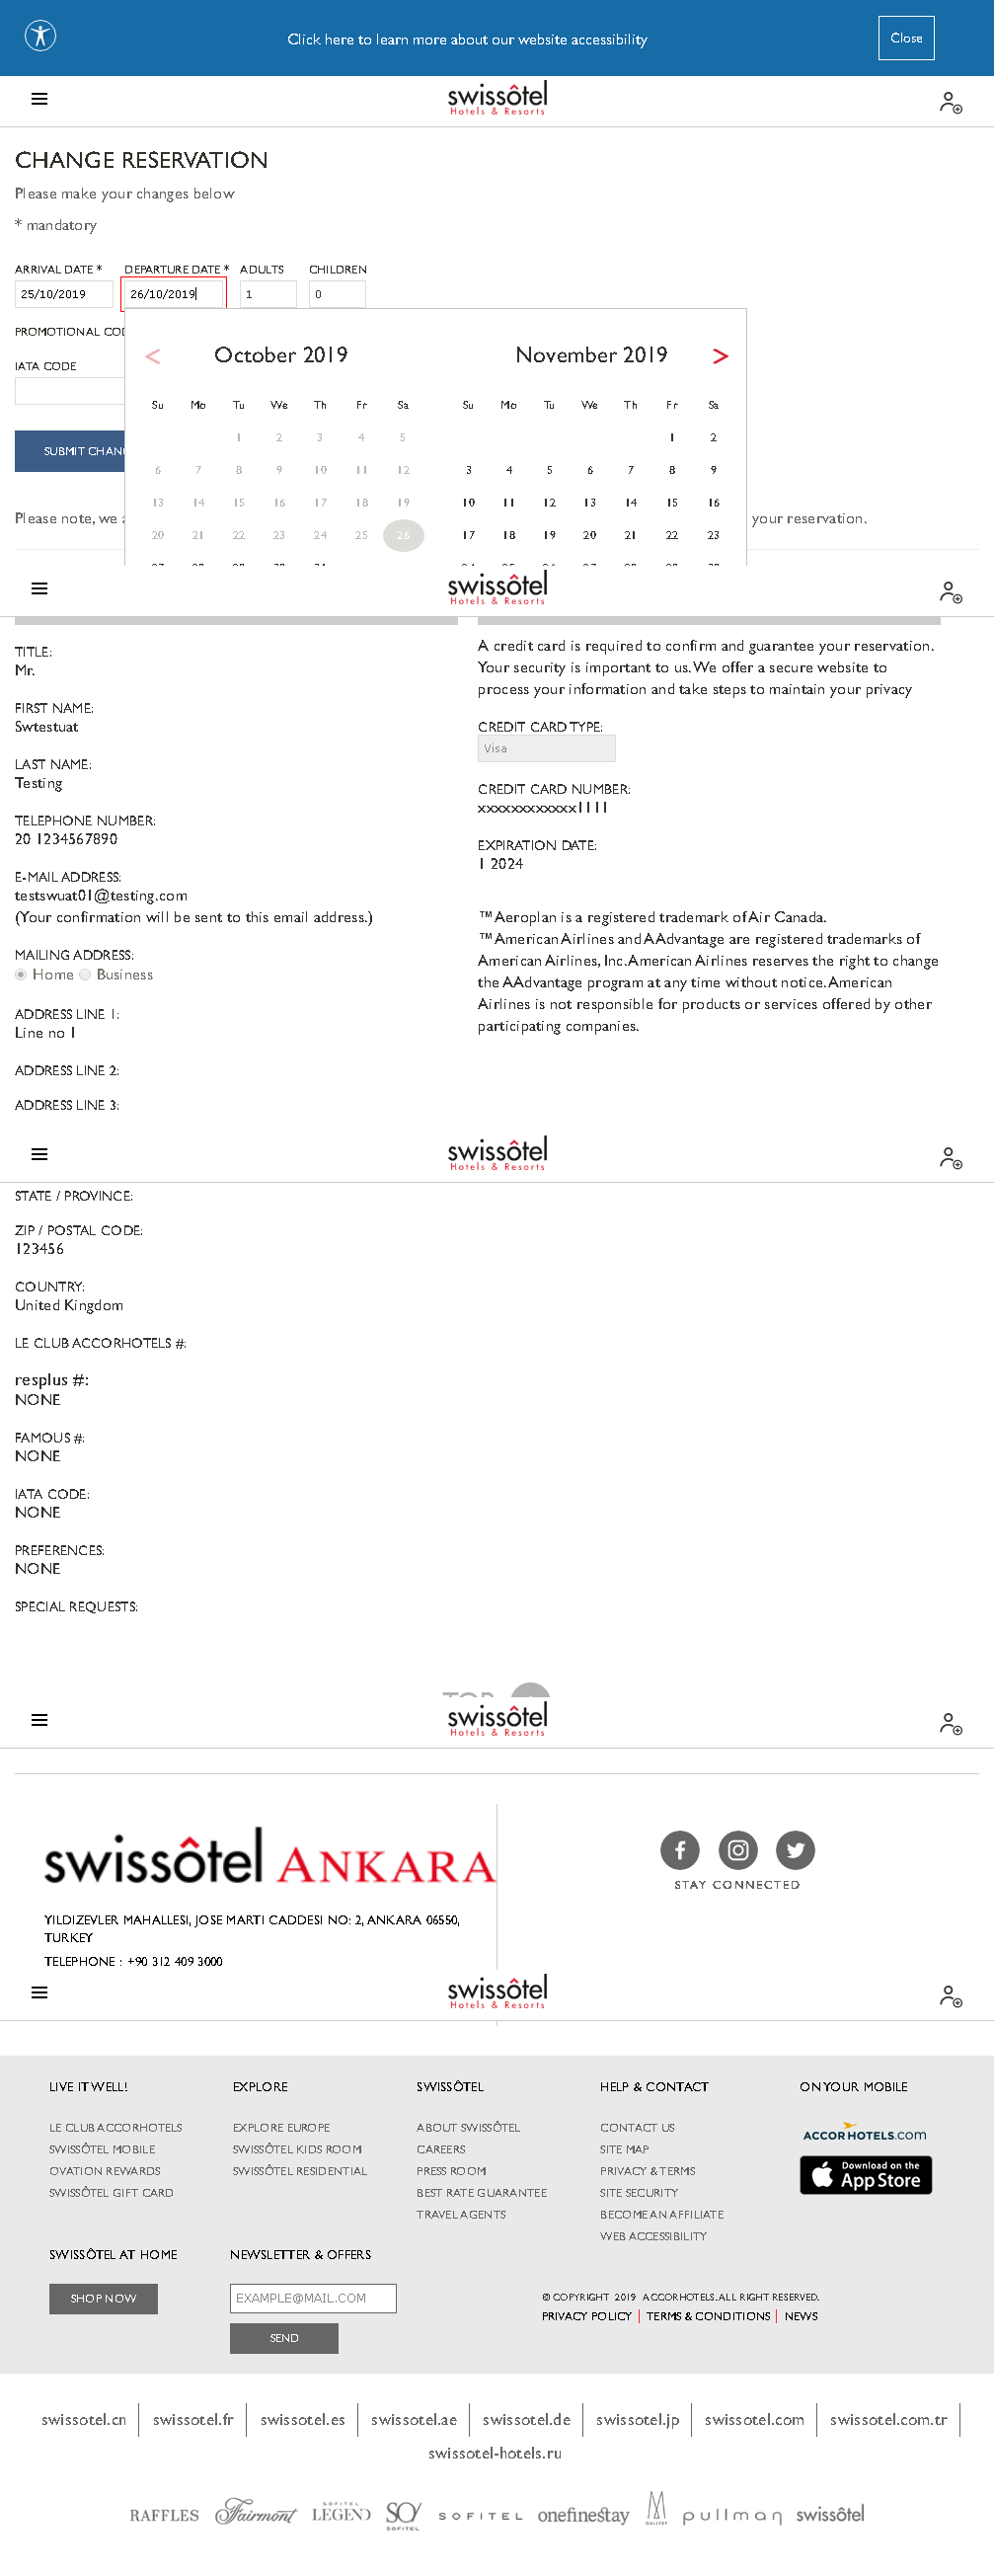 Click here to learn more about our website accessibility
Close
swissôtel
Hotels & Resorts
CHANGE RESERVATION
Please make your changes below
* mandatory
ARRIVAL DATE * DEPARTURE DATE * ADULTS CHILDREN
25/10/2019 26/10/2019 1 0
PROMOTIONAL COD
IATA CODE
SUBMIT CHAN
October 2019 November 2019
Su Mo Tu We Th Fr Sa Su Mo Tu We Th Fr Sa
1 2 3 4 5 1 2
6 7 8 9 10 11 12 3 4 5 6 7 8 9
13 14 15 16 17 18 19 10 11 12 13 14 15 16
20 21 22 23 24 25 26 17 18 19 20 21 22 23
Please note, we your reservation.
swissôtel
Hotels & Resorts
TITLE:
Mr.
FIRST NAME:
Swtestuat
LAST NAME:
Testing
TELEPHONE NUMBER:
20 1234567890
E-MAIL ADDRESS:
testswuat01@testing.com
(Your confirmation will be sent to this email address.)
MAILING ADDRESS:
Home Business
ADDRESS LINE 1:
Line no 1
ADDRESS LINE 2:
ADDRESS LINE 3:
A credit card is required to confirm and guarantee your reservation.
Your security is important to us. We offer a secure website to
process your information and take steps to maintain your privacy
CREDIT CARD TYPE:
Visa
CREDIT CARD NUMBER:
xxxxxxxxxxxx1111
EXPIRATION DATE:
1 2024
™Aeroplan is a registered trademark of Air Canada.
™American Airlines and AAdvantage are registered trademarks of
American Airlines, Inc. American Airlines reserves the right to change
the AAdvantage program at any time without notice. American
Airlines is not responsible for products or services offered by other
participating companies.
swissôtel
Hotels & Resorts
STATE / PROVINCE:
ZIP / POSTAL CODE:
123456
COUNTRY:
United Kingdom
LE CLUB ACCORHOTELS #:
resplus #:
NONE
FAMOUS #:
NONE
IATA CODE:
NONE
PREFERENCES:
NONE
SPECIAL REQUESTS:
TOP
swissôtel
Hotels & Resorts
swissôtel ANKARA
YILDIZEVLER MAHALLESI, JOSE MARTI CADDESI NO: 2, ANKARA 06550,
TURKEY
TELEPHONE : +90 312 409 3000
STAY CONNECTED
swissôtel
Hotels & Resorts
LIVE IT WELL!
LE CLUB ACCORHOTELS
SWISSÔTEL MOBILE
OVATION REWARDS
SWISSÔTEL GIFT CARD
EXPLORE
EXPLORE EUROPE
SWISSÔTEL KIDS ROOM
SWISSÔTEL RESIDENTIAL
SWISSÔTEL
ABOUT SWISSÔTEL
CAREERS
PRESS ROOM
BEST RATE GUARANTEE
TRAVEL AGENTS
HELP & CONTACT
CONTACT US
SITE MAP
PRIVACY & TERMS
SITE SECURITY
BECOME AN AFFILIATE
WEB ACCESSIBILITY
ON YOUR MOBILE
ACCORHOTELS.com
Download on the
App Store
SWISSÔTEL AT HOME
SHOP NOW
NEWSLETTER & OFFERS
EXAMPLE@MAIL.COM
SEND
© COPYRIGHT 2019 ACCORHOTELS. ALL RIGHT RESERVED.
PRIVACY POLICY TERMS & CONDITIONS NEWS
swissotel.cn swissotel.fr swissotel.es swissotel.ae swissotel.de swissotel.jp swissotel.com swissotel.com.tr
swissotel-hotels.ru
RAFFLES Fairmont SOFITEL LEGEND SO/ SOFITEL SOFITEL onefinestay M GALLERY pullman swissôtel